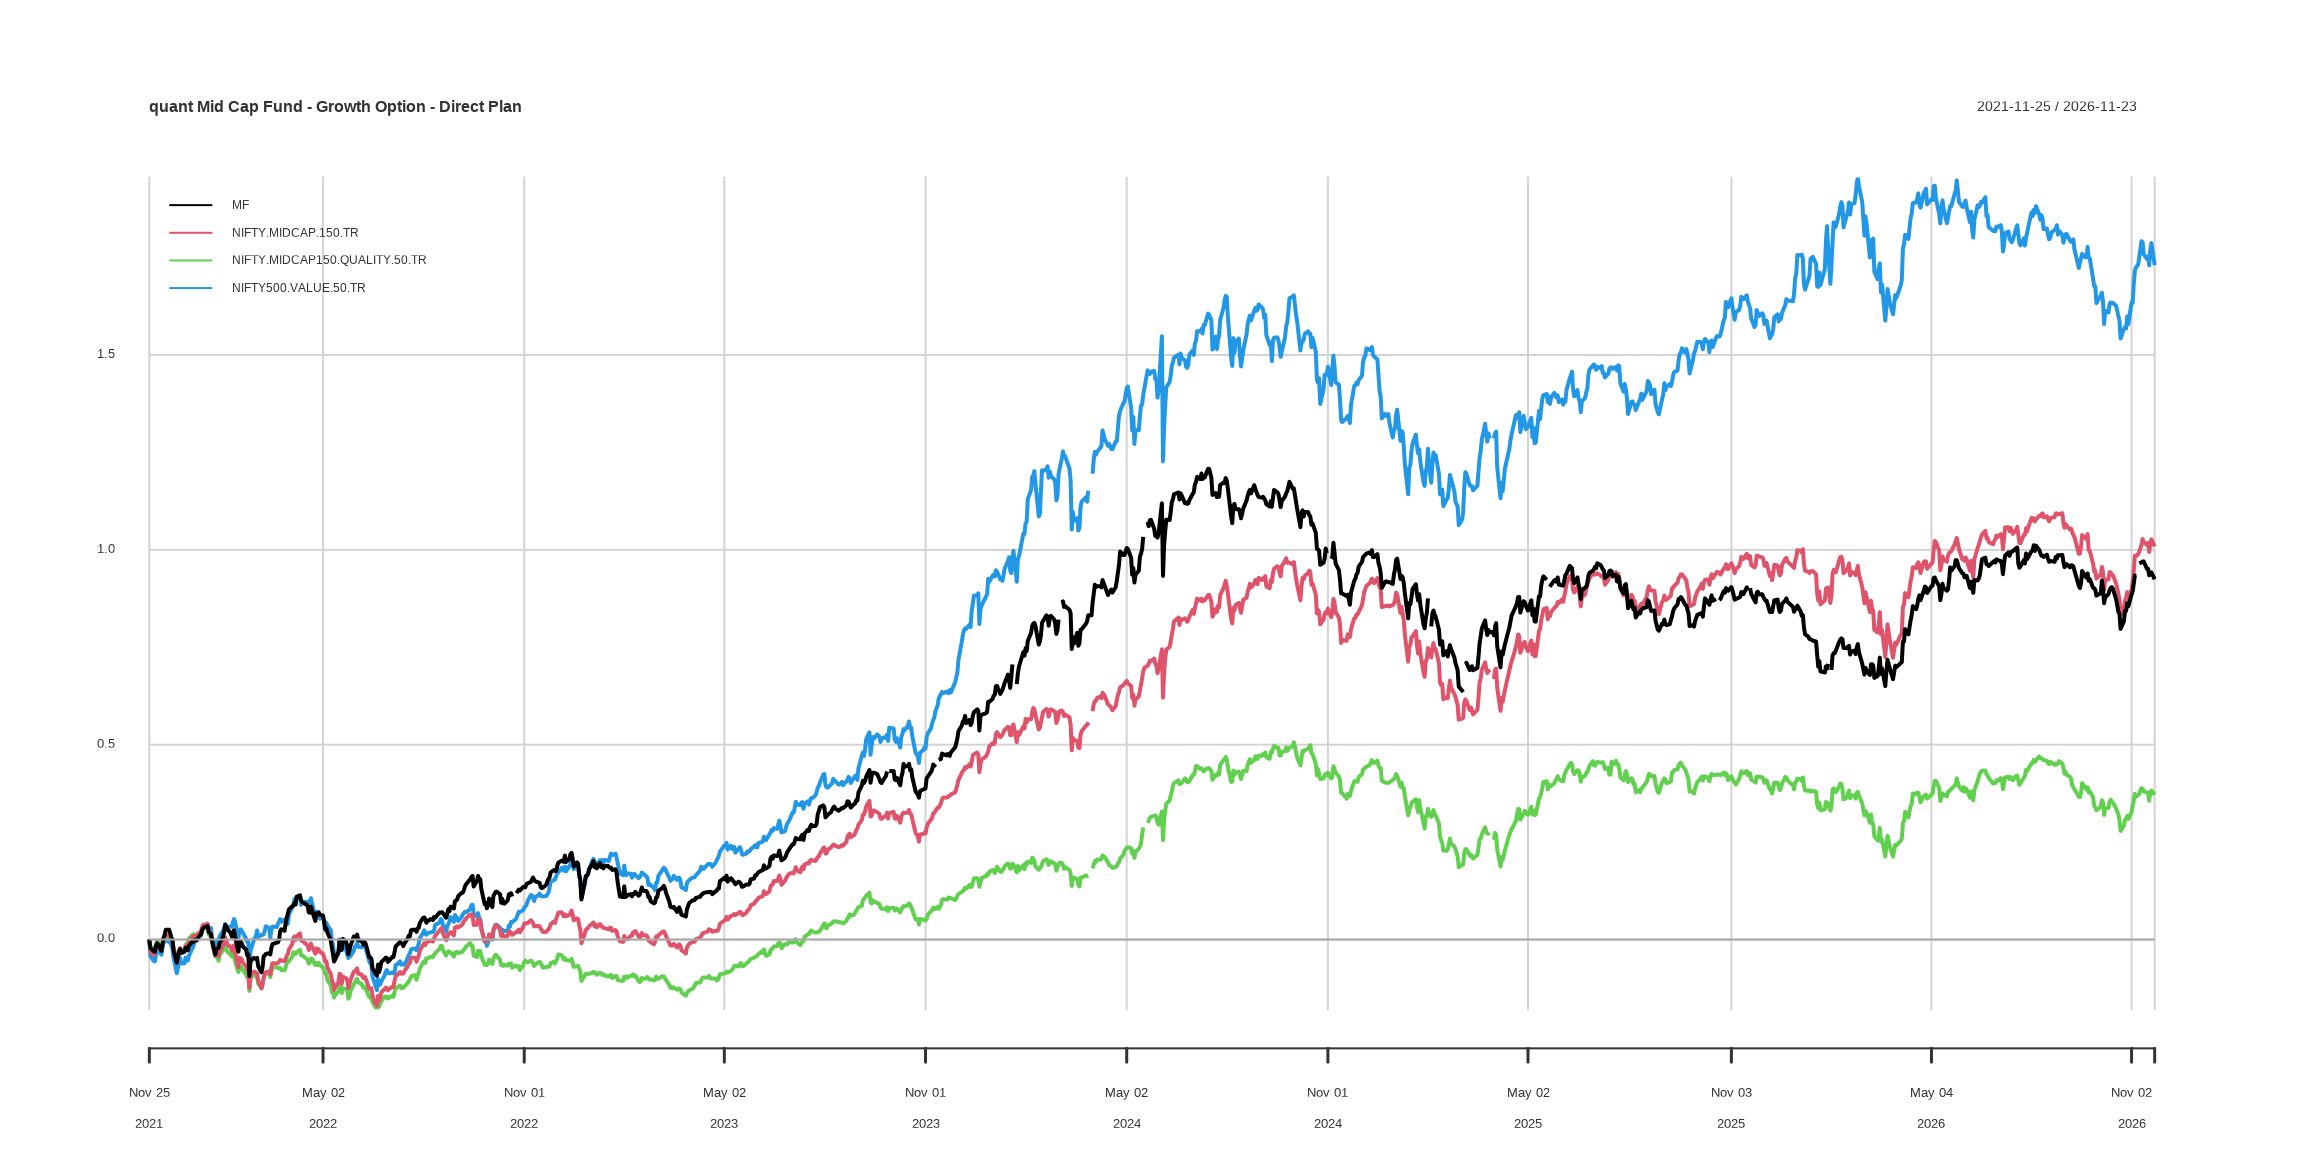 quant Mid Cap Fund - Growth Option - Direct Plan
2021-11-25 / 2026-11-23
MF
NIFTY.MIDCAP.150.TR
NIFTY.MIDCAP150.QUALITY.50.TR
NIFTY500.VALUE.50.TR
1.5
1.0
0.5
0.0
Nov 25 May 02 Nov 01 May 02 Nov 01 May 02 Nov 01 May 02 Nov 03 May 04 Nov 02
2021 2022 2022 2023 2023 2024 2024 2025 2025 2026 2026